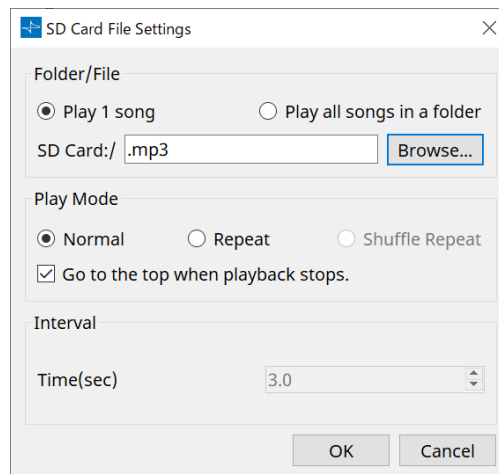 SD Card File Settings
Folder/File
Play 1 song Play all songs in a folder
SD Card:/ .mp3 Browse...
Play Mode
Normal Repeat Shuffle Repeat
Go to the top when playback stops.
Interval
Time(sec) 3.0
OK Cancel